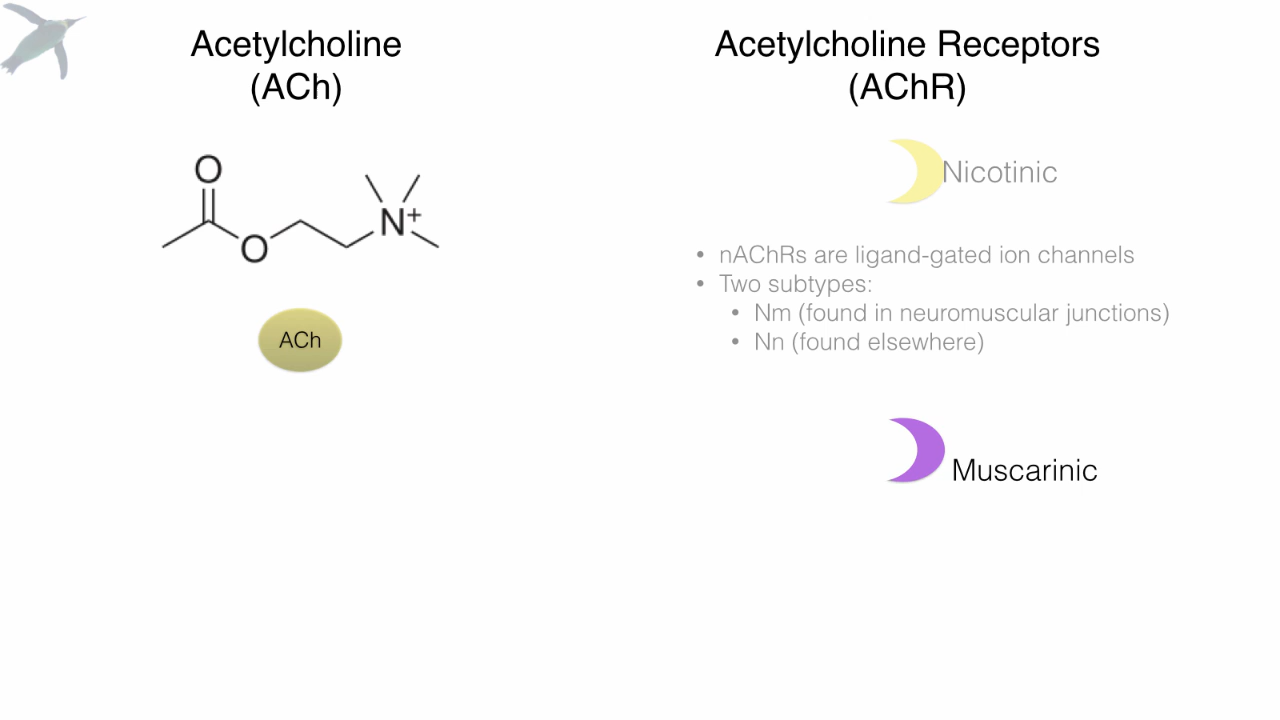 Acetylcholine
(ACh)
O
O
N+
ACh
Acetylcholine Receptors
(AChR)
Nicotinic
• nAChRs are ligand-gated ion channels
• Two subtypes:
• Nm (found in neuromuscular junctions)
• Nn (found elsewhere)
Muscarinic